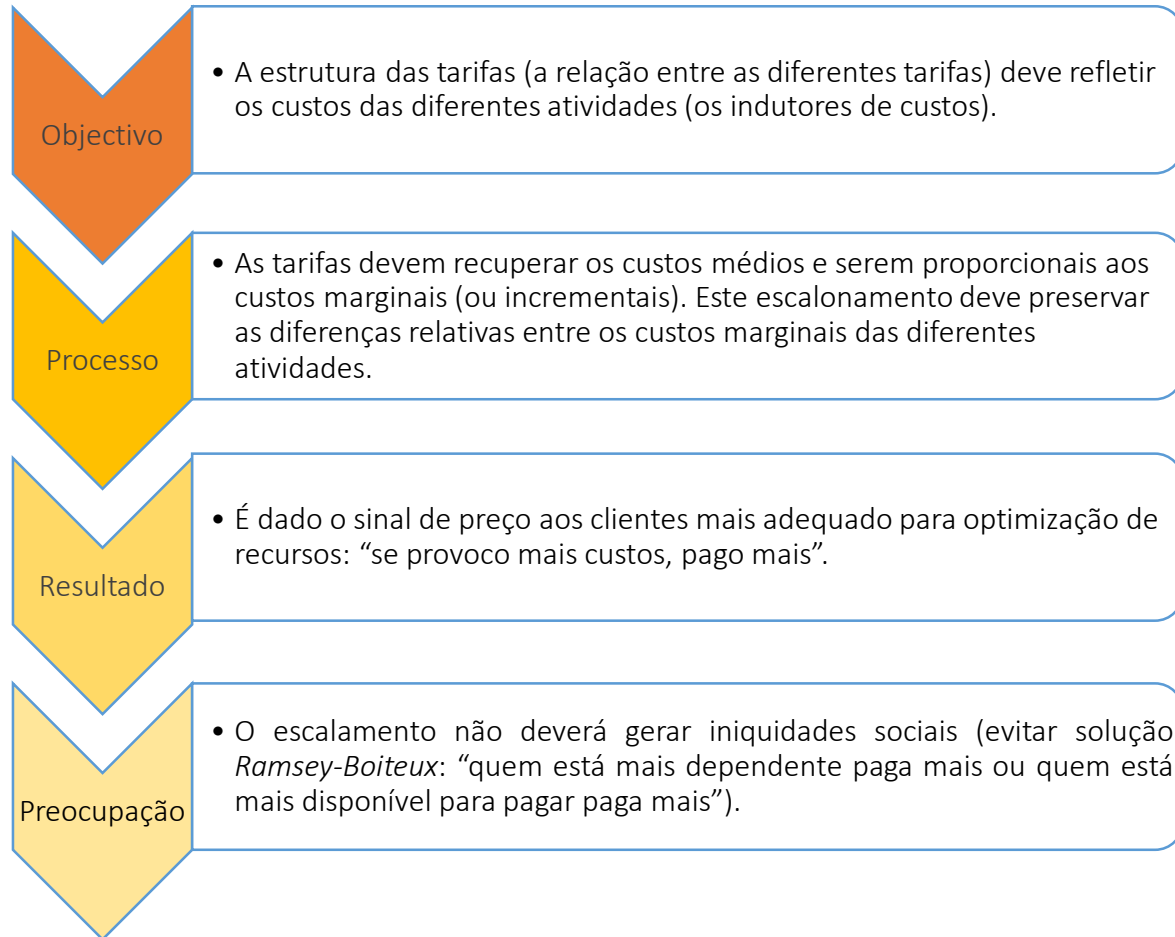 Objectivo
• A estrutura das tarifas (a relação entre as diferentes tarifas) deve refletir
os custos das diferentes atividades (os indutores de custos).
Processo
• As tarifas devem recuperar os custos médios e serem proporcionais aos
custos marginais (ou incrementais). Este escalonamento deve preservar
as diferenças relativas entre os custos marginais das diferentes
atividades.
Resultado
• É dado o sinal de preço aos clientes mais adequado para optimização de
recursos: “se provoco mais custos, pago mais”.
Preocupação
• O escalamento não deverá gerar iniquidades sociais (evitar solução
Ramsey-Boiteux: “quem está mais dependente paga mais ou quem está
mais disponível para pagar paga mais”).